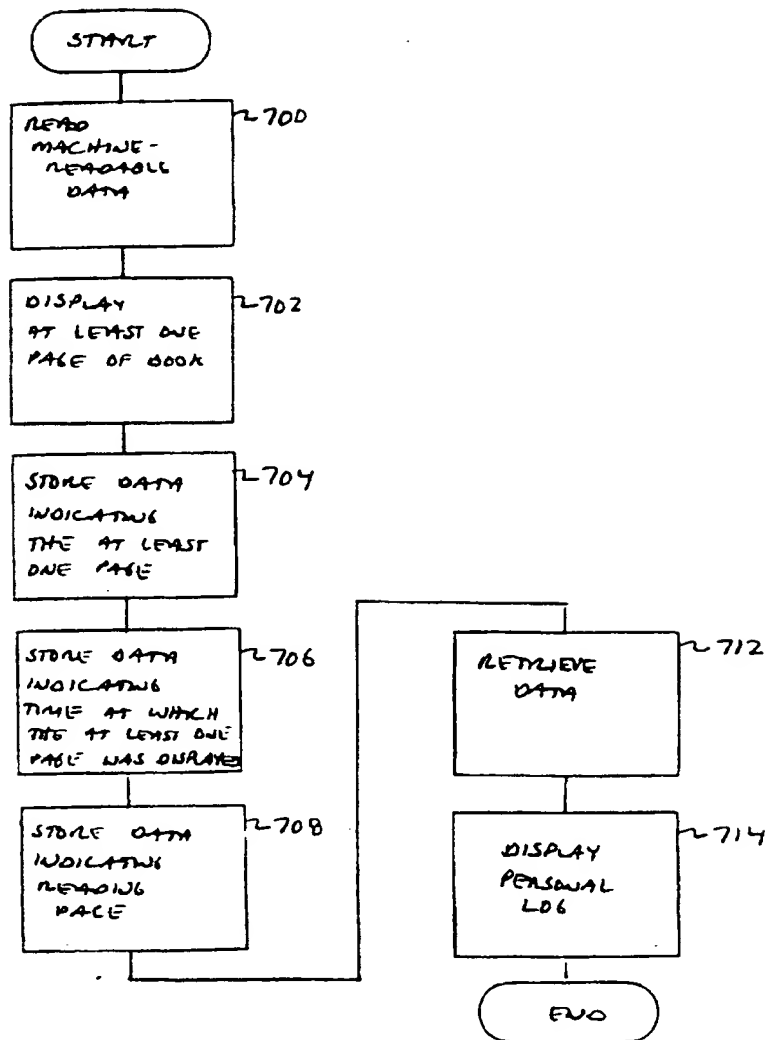 START
READ
MACHINE-
READABLE
DATA
700
DISPLAY
AT LEAST ONE
PAGE OF BOOK
702
STORE DATA
INDICATING
THE AT LEAST
ONE PAGE
704
STORE DATA
INDICATING
TIME AT WHICH
THE AT LEAST ONE
PAGE WAS DISPLAYED
706
STORE DATA
INDICATING
READING
PACE
708
RETRIEVE
DATA
712
DISPLAY
PERSONAL
LOG
714
END